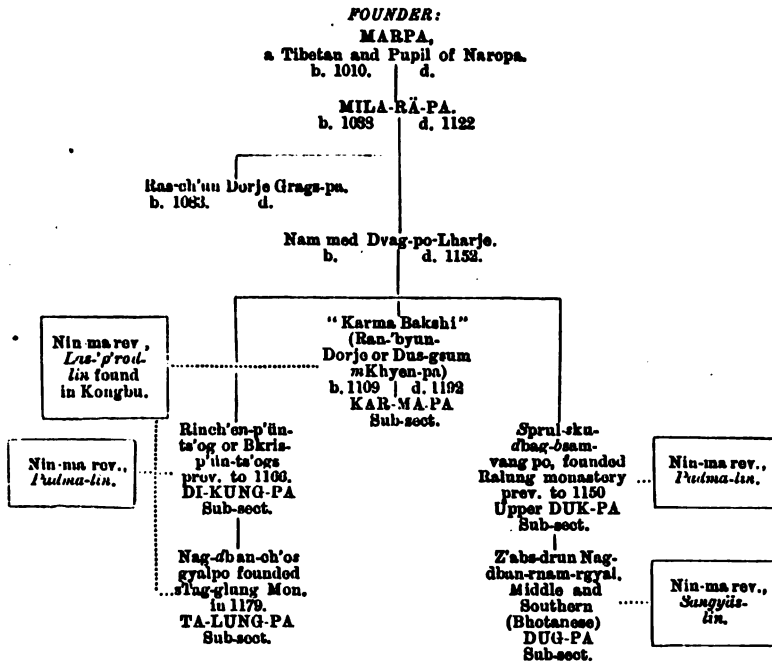 FOUNDER:
MARPA,
a Tibetan and Pupil of Naropa.
b. 1010. d.
MILA-RÄ-PA.
b. 1038 d. 1122
Ras-ch'un Dorje Grags-pa.
b. 1083. d.
Nam med Dvag-po-Lharje.
b. d. 1152.
Nin-ma rev.,
Las-'p'rod-
lin found
in Kongbu.
"Karma Bakshi"
(Ran-'byun-
Dorje or Dus-gsum
mKhyen-pa)
b. 1109 d. 1192
KAR-MA-PA
Sub-sect.
Nin-ma rev.,
Padma-lin.
Rinch'en-p'ün-
ts'og or Bkris-
p'ün-ts'ogs
prev. to 1166.
DI-KUNG-PA
Sub-sect.
Sprul-sku-
dbag-bsam-
vang po, founded
Ralung monastery
prev. to 1150
Upper DUK-PA
Sub-sect.
Nin-ma rev.,
Padma-lin.
Nag-dban-ch'os
gyalpo founded
sTag-glung Mon.
in 1179.
TA-LUNG-PA
Sub-sect.
Z'abs-drun Nag-
dban-rnam-rgyal.
Middle and
Southern
(Bhotanese)
DUG-PA
Sub-sect.
Nin-ma rev.,
Sangyäs-
lin.